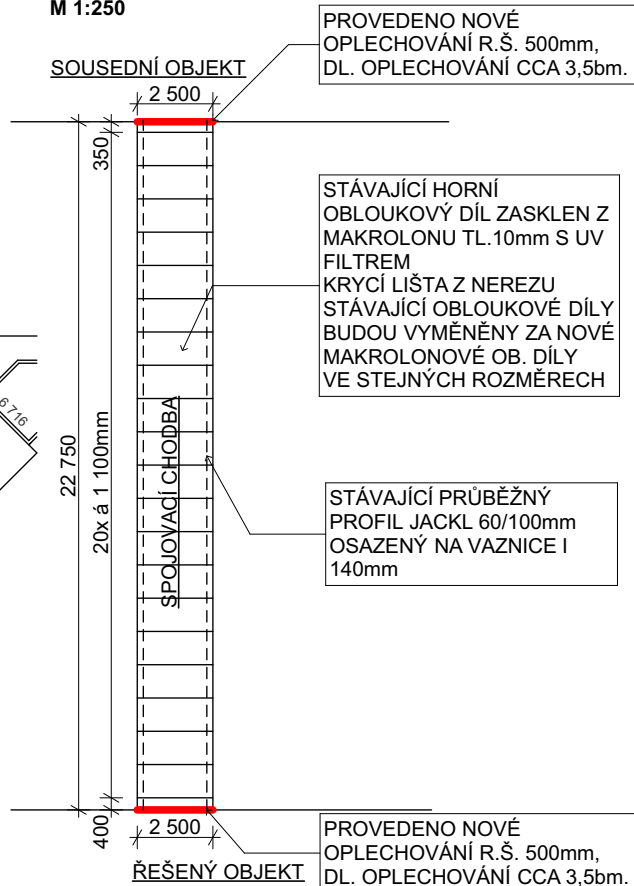 M 1:250
PROVEDENO NOVÉ
OPLECHOVÁNÍ R.Š. 500mm,
DL. OPLECHOVÁNÍ CCA 3,5bm.
SOUSEDNÍ OBJEKT
2 500
350
STÁVAJÍCÍ HORNÍ
OBLOUKOVÝ DÍL ZASKLEN Z
MAKROLONU TL.10mm S UV
FILTREM
KRYCÍ LIŠTA Z NEREZU
STÁVAJÍCÍ OBLOUKOVÉ DÍLY
BUDOU VYMĚNĚNY ZA NOVÉ
MAKROLONOVÉ OB. DÍLY
VE STEJNÝCH ROZMĚRECH
6 716
22 750
20x á 1 100mm
SPOJOVACÍ CHODBA
STÁVAJÍCÍ PRŮBĚŽNÝ
PROFIL JACKL 60/100mm
OSAZENÝ NA VAZNICE I
140mm
400
2 500
ŘEŠENÝ OBJEKT
PROVEDENO NOVÉ
OPLECHOVÁNÍ R.Š. 500mm,
DL. OPLECHOVÁNÍ CCA 3,5bm.